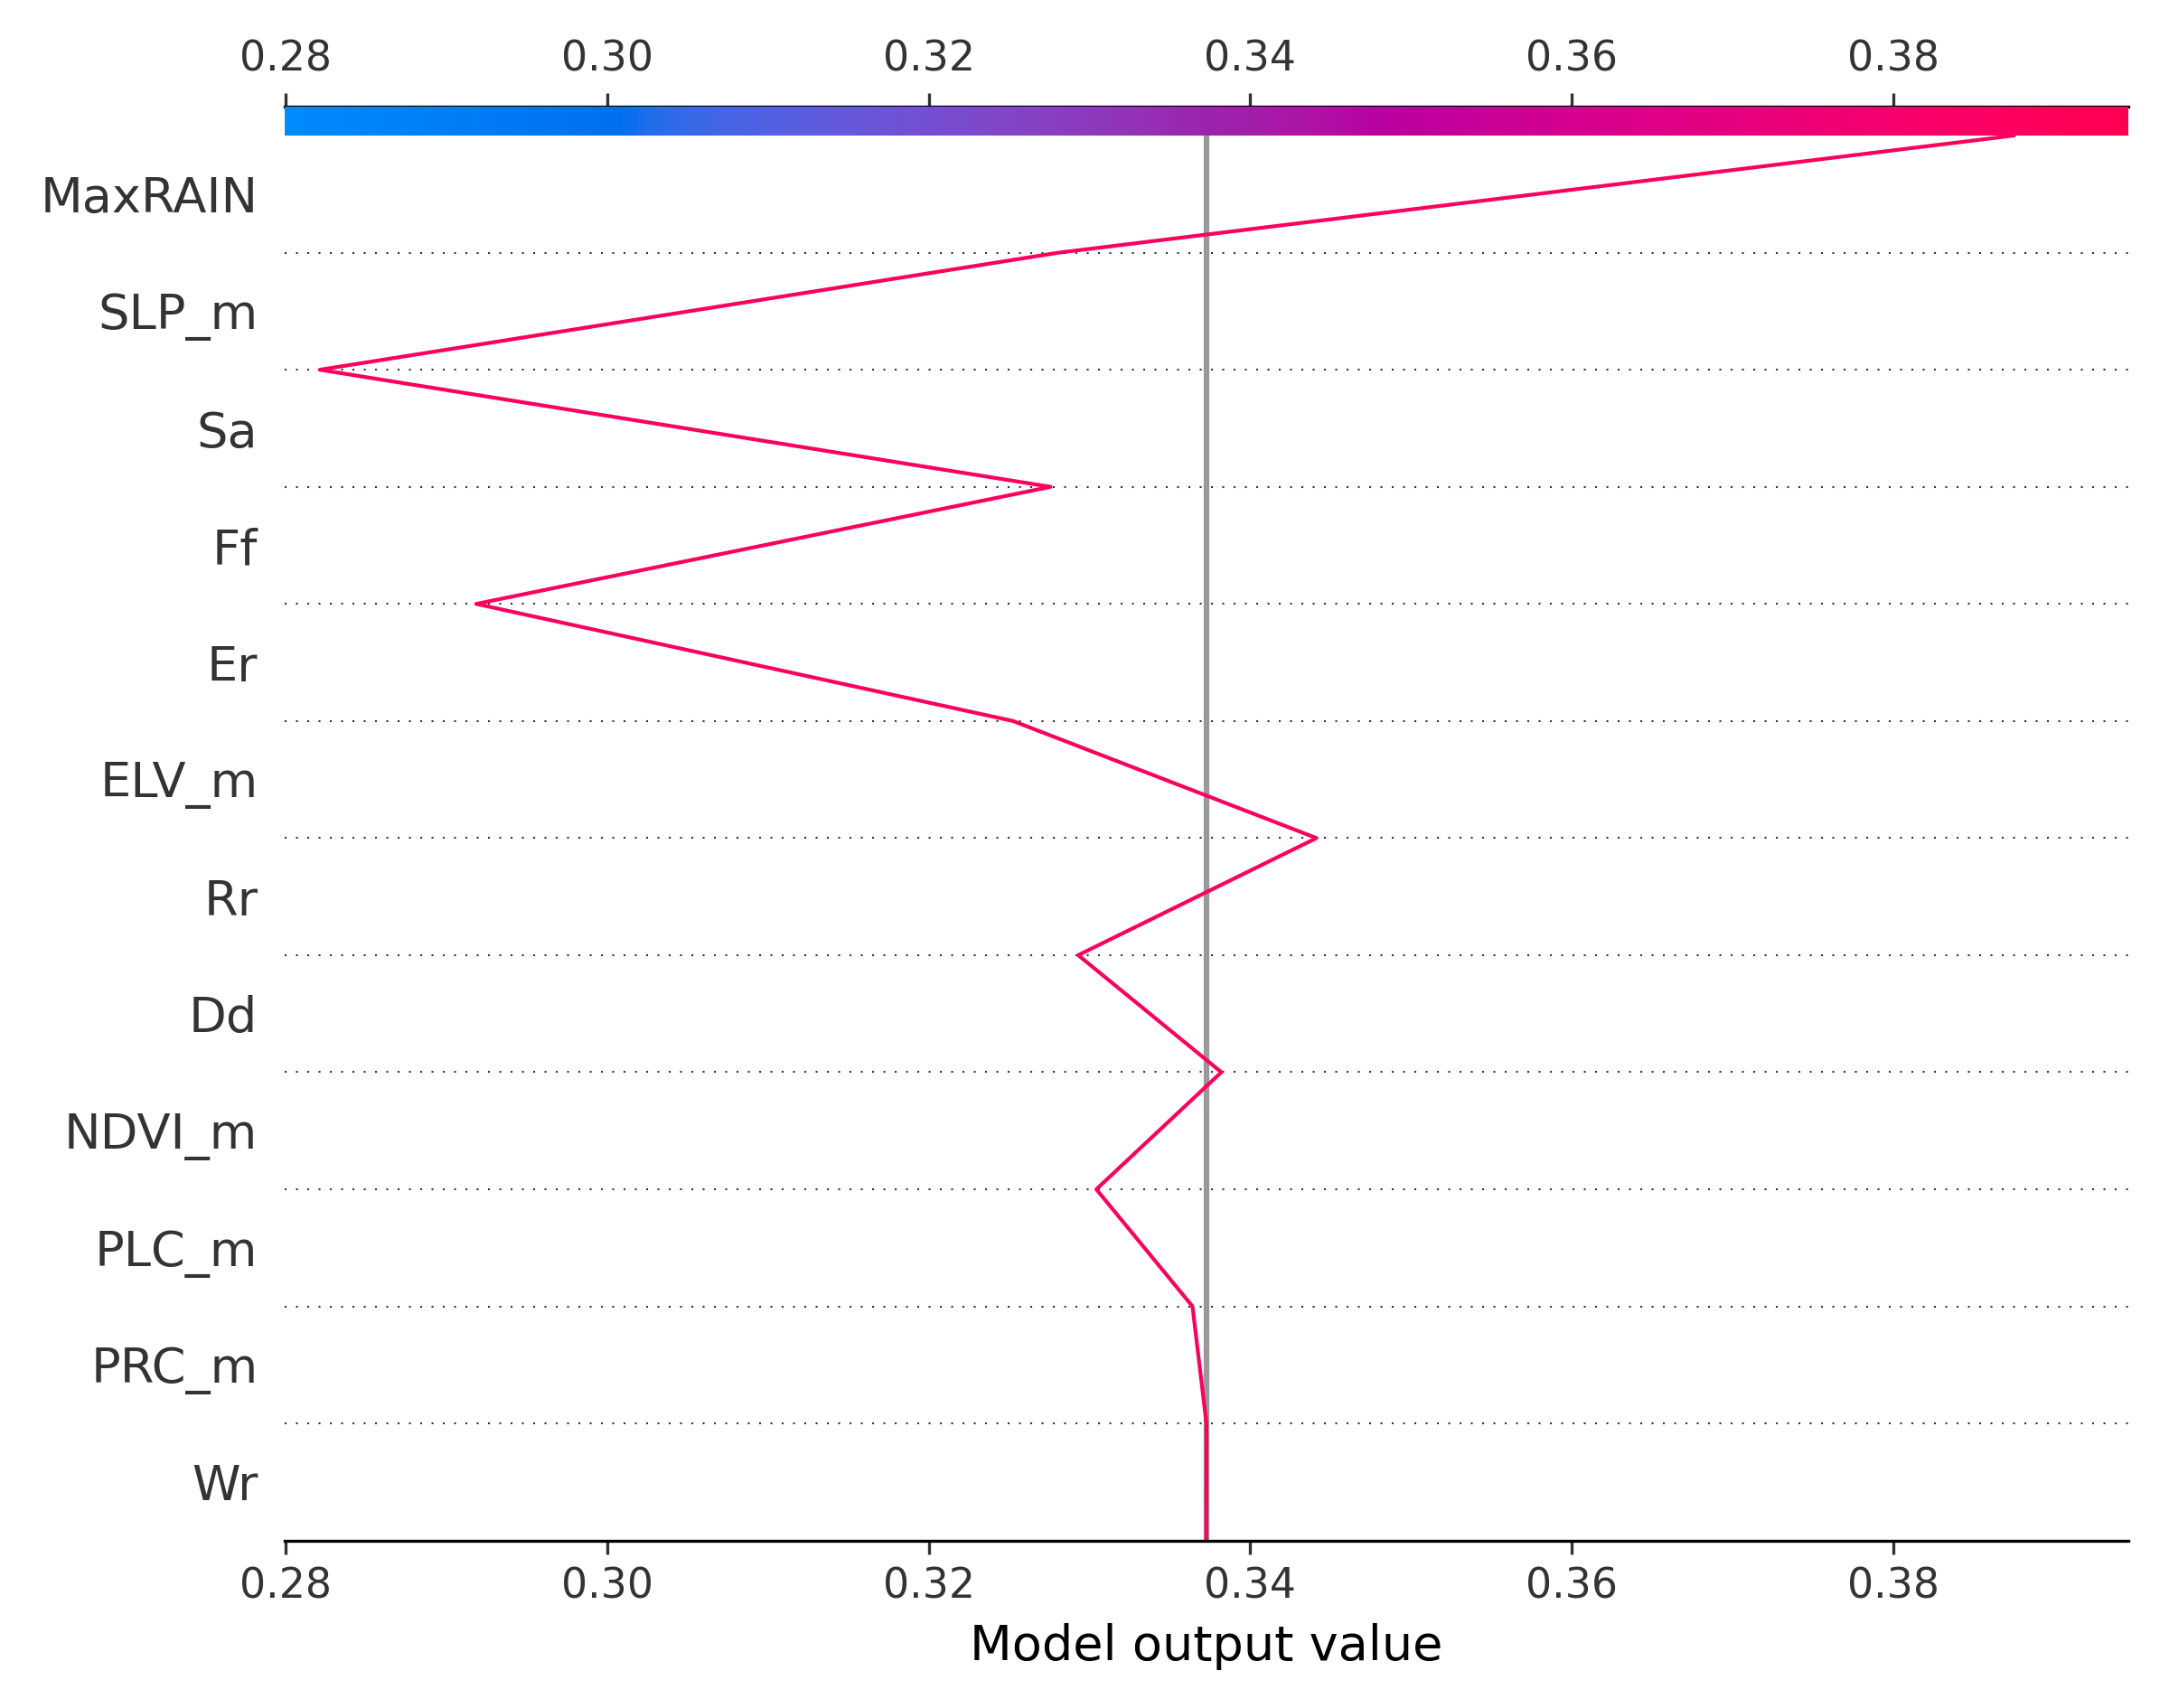 0.28 0.30 0.32 0.34 0.36 0.38
MaxRAIN
SLP_m
Sa
Ff
Er
ELV_m
Rr
Dd
NDVI_m
PLC_m
PRC_m
Wr
0.28 0.30 0.32 0.34 0.36 0.38
Model output value